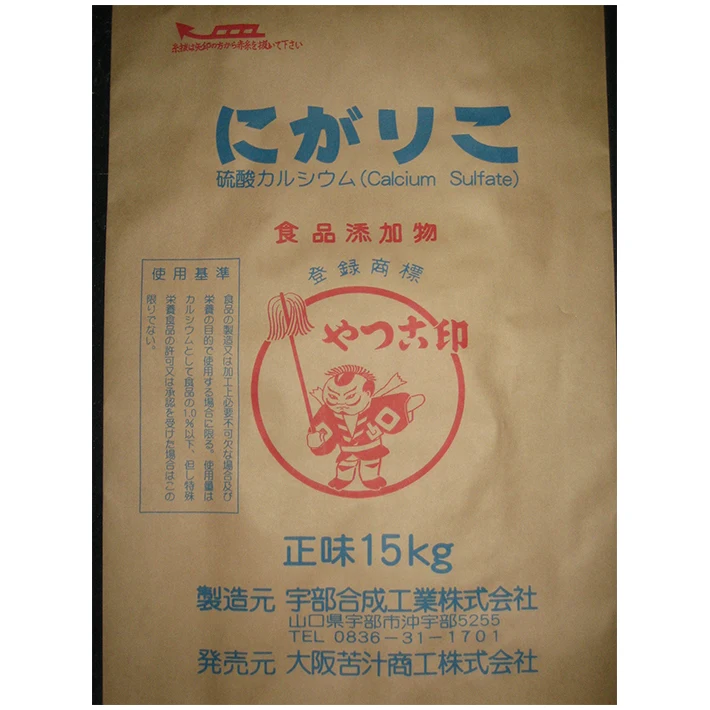 糸抜は矢印の方から赤糸を抜いて下さい
にがりこ
硫酸カルシウム(Calcium Sulfate)
食品添加物
登録商標
やつこ印
使用基準
食品の製造又は加工上必要不可欠な場合及び
栄養の目的で使用する場合に限る。使用量は
カルシウムとして食品の1.0%以下、但し特殊
栄養食品の許可又は承認を受けた場合はこの
限りでない。
正味15kg
製造元 宇部合成工業株式会社
山口県宇部市沖宇部5255
TEL 0836-31-1701
発売元 大阪苦汁商工株式会社